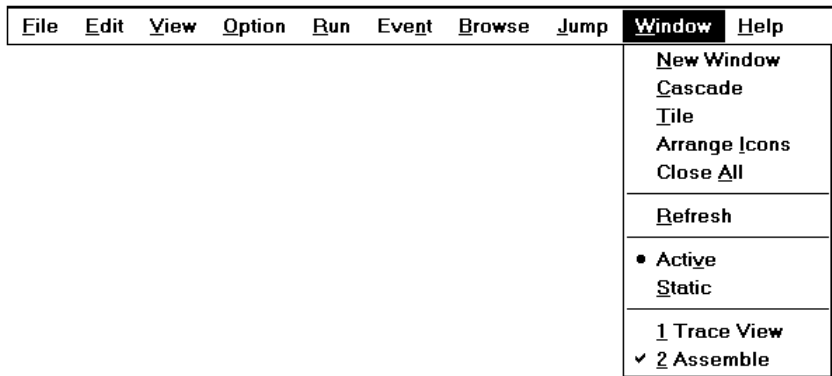 File Edit View Option Run Event Browse Jump Window Help
New Window
Cascade
Tile
Arrange Icons
Close All
Refresh
Active
Static
1 Trace View
2 Assemble